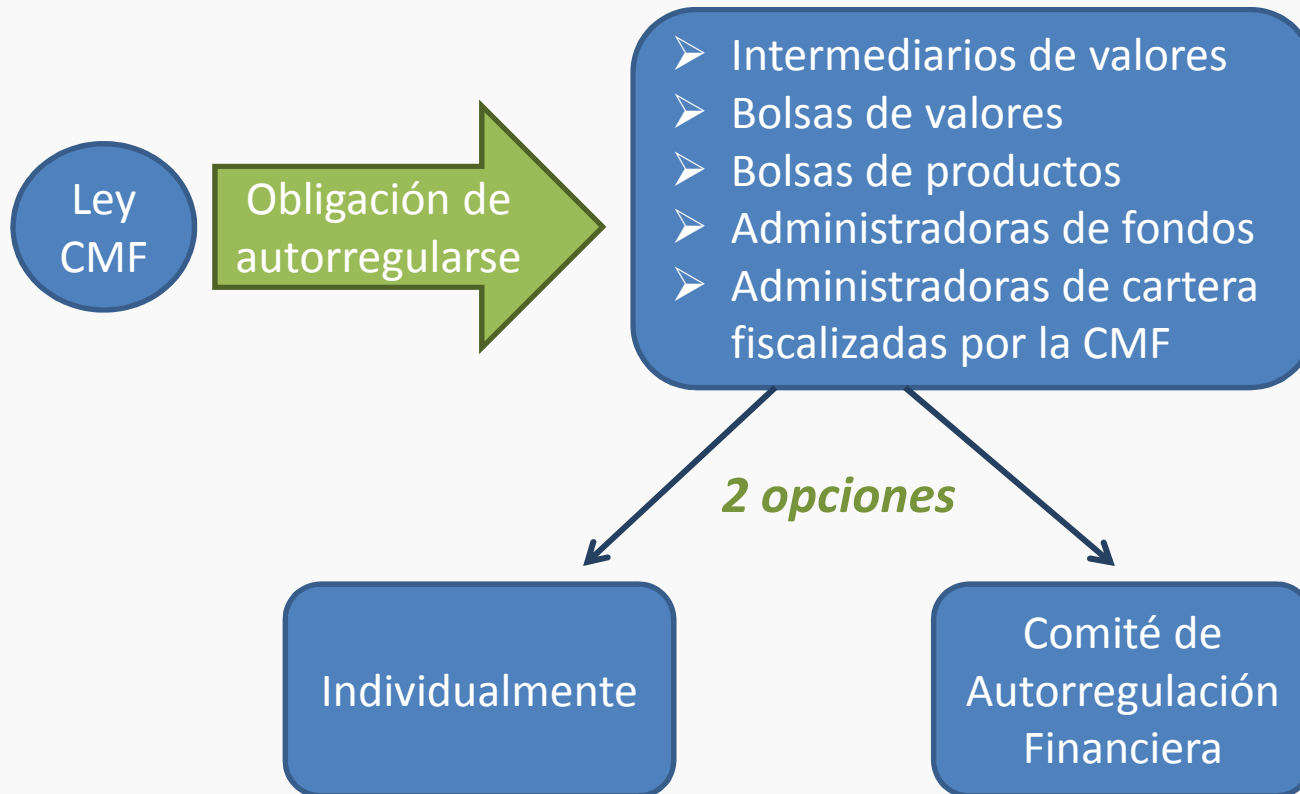 Ley
CMF
Obligación de
autorregularse
➢ Intermediarios de valores
➢ Bolsas de valores
➢ Bolsas de productos
➢ Administradoras de fondos
➢ Administradoras de cartera
fiscalizadas por la CMF
2 opciones
Individualmente
Comité de
Autorregulación
Financiera